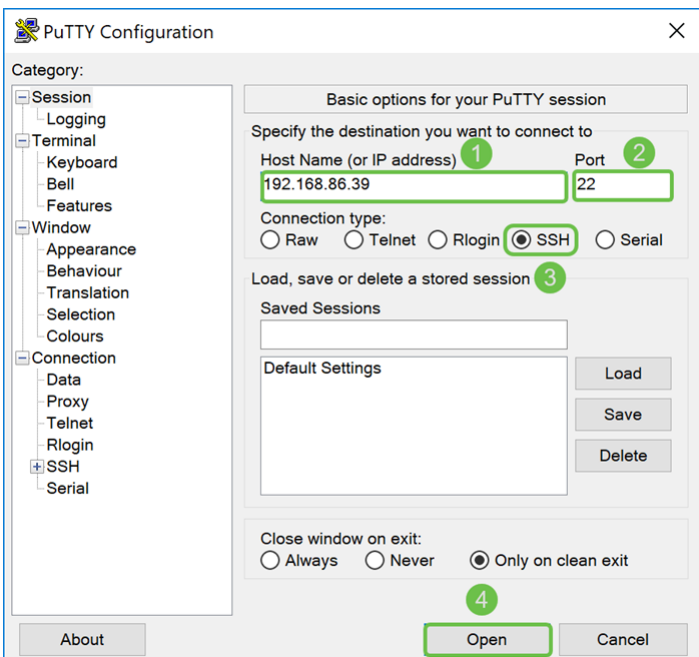 PuTTY Configuration
Category:
Session
Logging
Terminal
Keyboard
Bell
Features
Window
Appearance
Behaviour
Translation
Selection
Colours
Connection
Data
Proxy
Telnet
Rlogin
SSH
Serial
Basic options for your PuTTY session
Specify the destination you want to connect to
Host Name (or IP address) 1 Port 2
192.168.86.39 22
Connection type:
Raw Telnet Rlogin SSH Serial
Load, save or delete a stored session 3
Saved Sessions
Default Settings
Load
Save
Delete
Close window on exit:
Always Never Only on clean exit
4
About Open Cancel